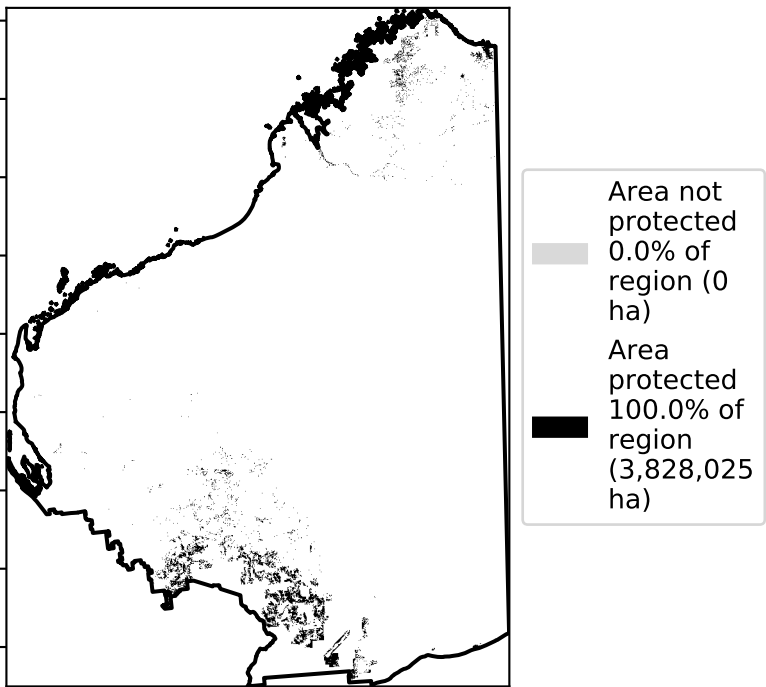 Area not
protected
0.0% of
region (0
ha)
Area
protected
100.0% of
region
(3,828,025
ha)